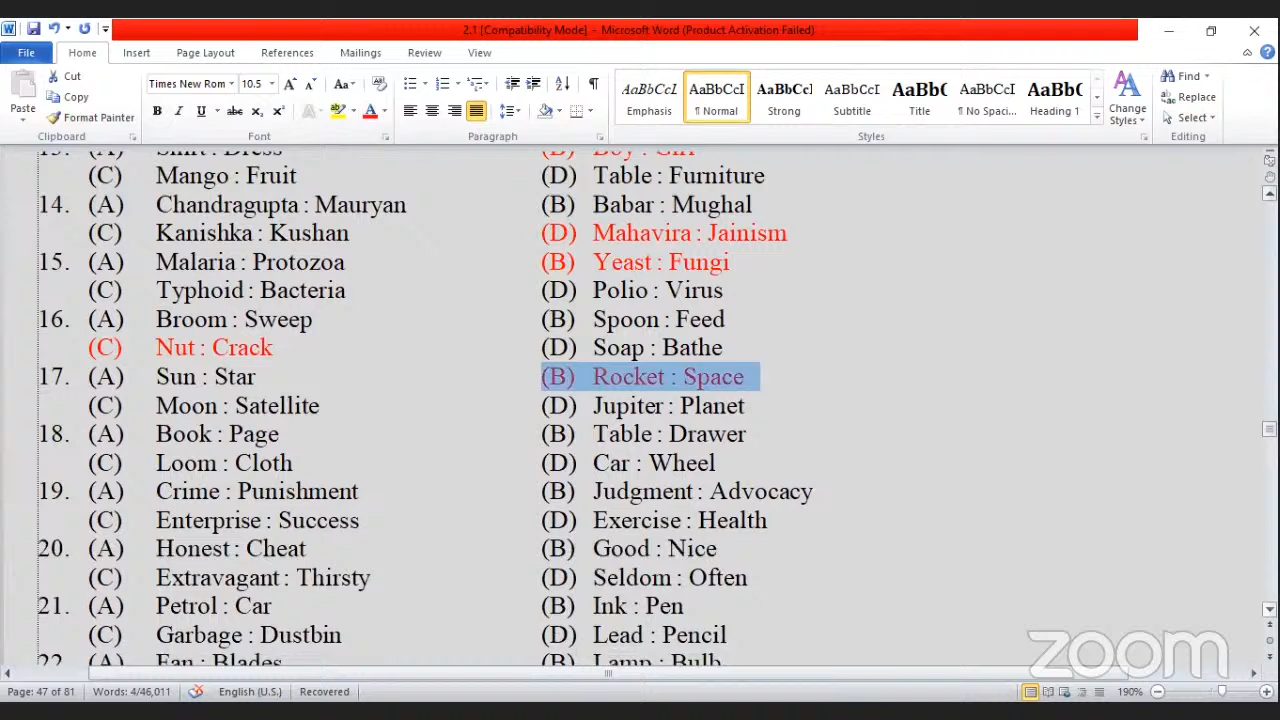 2.1 [Compatibility Mode] - Microsoft Word (Product Activation Failed)
File Home Insert Page Layout References Mailings Review View
Paste
Cut
Copy
Format Painter
Clipboard
Times New Rom 10.5
Font
Paragraph
AaBbCcI Emphasis
AaBbCcI ¶ Normal
AaBbCcI Strong
AaBbCcI Subtitle
AaBbC Title
AaBbCcI ¶ No Spaci...
AaBbC Heading 1
Change Styles
Styles
Find
Replace
Select
Editing
(C) Mango : Fruit (D) Table : Furniture
14. (A) Chandragupta : Mauryan (B) Babar : Mughal
(C) Kanishka : Kushan (D) Mahavira : Jainism
15. (A) Malaria : Protozoa (B) Yeast : Fungi
(C) Typhoid : Bacteria (D) Polio : Virus
16. (A) Broom : Sweep (B) Spoon : Feed
(C) Nut : Crack (D) Soap : Bathe
17. (A) Sun : Star (B) Rocket : Space
(C) Moon : Satellite (D) Jupiter : Planet
18. (A) Book : Page (B) Table : Drawer
(C) Loom : Cloth (D) Car : Wheel
19. (A) Crime : Punishment (B) Judgment : Advocacy
(C) Enterprise : Success (D) Exercise : Health
20. (A) Honest : Cheat (B) Good : Nice
(C) Extravagant : Thirsty (D) Seldom : Often
21. (A) Petrol : Car (B) Ink : Pen
(C) Garbage : Dustbin (D) Lead : Pencil
22. (A) Fan : Blades (B) Lamp : Bulb
zoom
Page: 47 of 81 Words: 4/46,011 English (U.S.) Recovered 190%